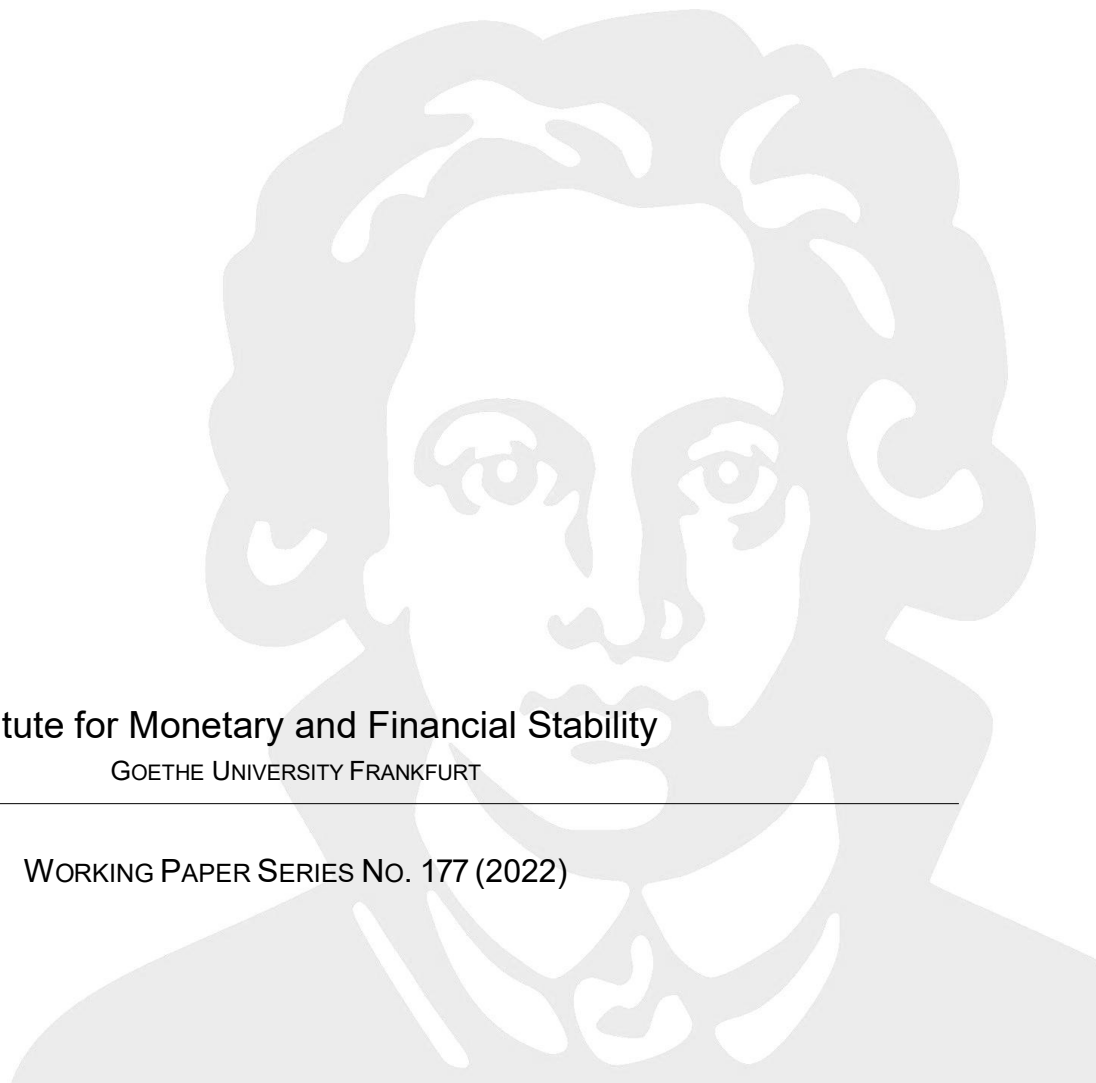 tute for Monetary and Financial Stability
GOETHE UNIVERSITY FRANKFURT
WORKING PAPER SERIES NO. 177 (2022)